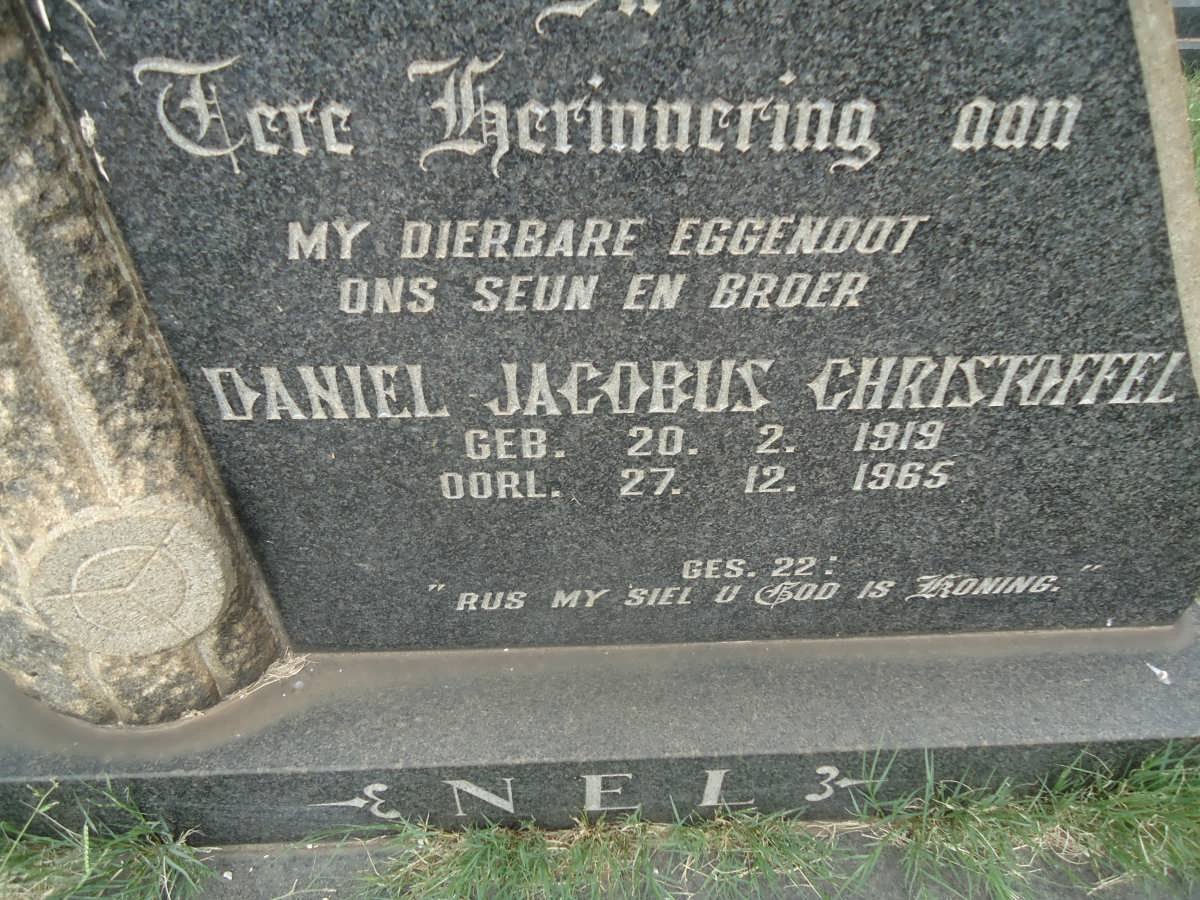 In
Tere Herinnering aan
MY DIERBARE EGGENOOT
ONS SEUN EN BROER
DANIEL JACOBUS CHRISTOFFEL
GEB. 20. 2. 1919
OORL. 27. 12. 1965
GES. 22:
"RUS MY SIEL U GOD IS KONING."
NEL